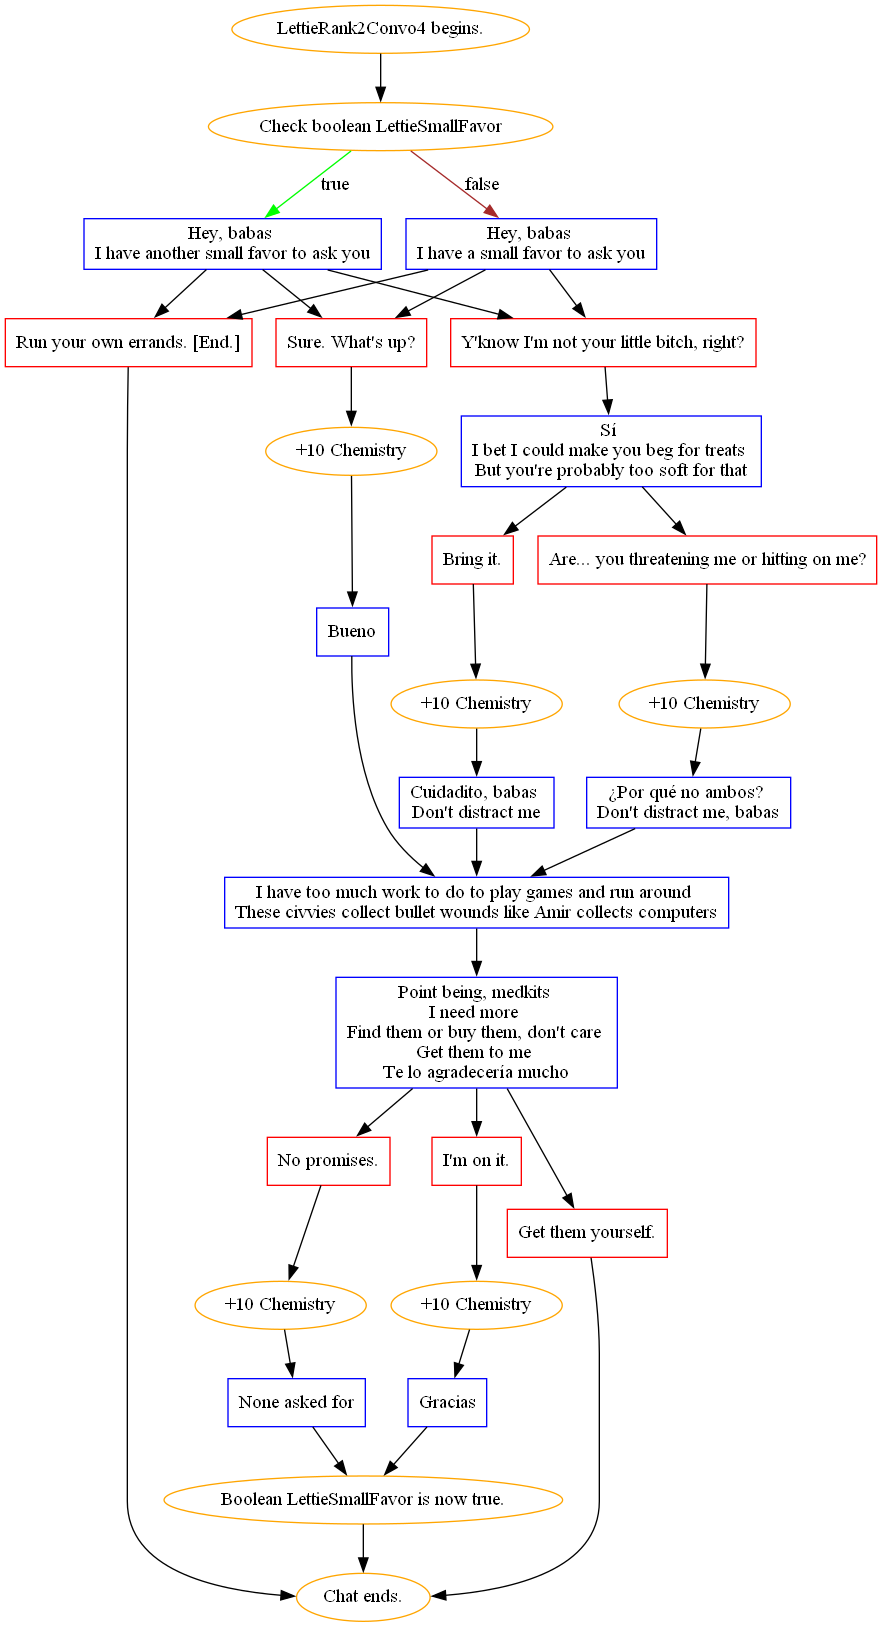 LettieRank2Convo4 begins.
Check boolean LettieSmallFavor
true
false
Hey, babas
I have another small favor to ask you
Hey, babas
I have a small favor to ask you
Run your own errands. [End.]
Sure. What's up?
Y'know I'm not your little bitch, right?
+10 Chemistry
Sí
I bet I could make you beg for treats
But you're probably too soft for that
Bring it.
Are... you threatening me or hitting on me?
Bueno
+10 Chemistry
+10 Chemistry
Cuidadito, babas
Don't distract me
¿Por qué no ambos?
Don't distract me, babas
I have too much work to do to play games and run around
These civvies collect bullet wounds like Amir collects computers
Point being, medkits
I need more
Find them or buy them, don't care
Get them to me
Te lo agradecería mucho
No promises.
I'm on it.
Get them yourself.
+10 Chemistry
+10 Chemistry
None asked for
Gracias
Boolean LettieSmallFavor is now true.
Chat ends.